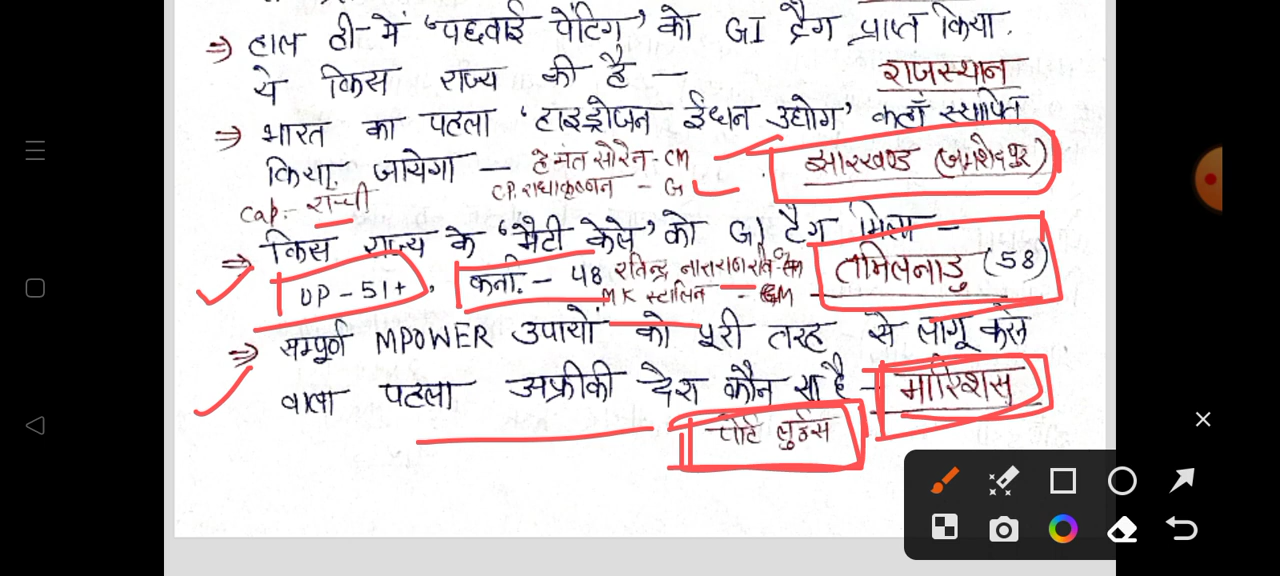 ⇒ हाल ही-में 'पछवाई पेंटिंग' को GI टैग प्राप्त किया.
ये किस राज्य की है — राजस्थान
⇒ भारत का पहला 'हाइड्रोजन ईंधन उद्योग' कहाँ स्थापित
किया जायेगा — हेमंत सोरेन - CM झारखण्ड (जमशेदपुर)
Cap:- राँची C.P. राधाकृष्णन - G
⇒ किस राज्य के 'मैटी केले' को GI टैग मिला —
UP - 51+, कर्ना. - 48 रविन्द्र नारायण रवि तमिलनाडु (58)
MK स्टालिन - CM
⇒ सम्पूर्ण MPOWER उपायों को पूरी तरह से लागू करने
वाला पहला अफ्रीकी देश कौन सा है - मारिशस
पोर्ट लुईस